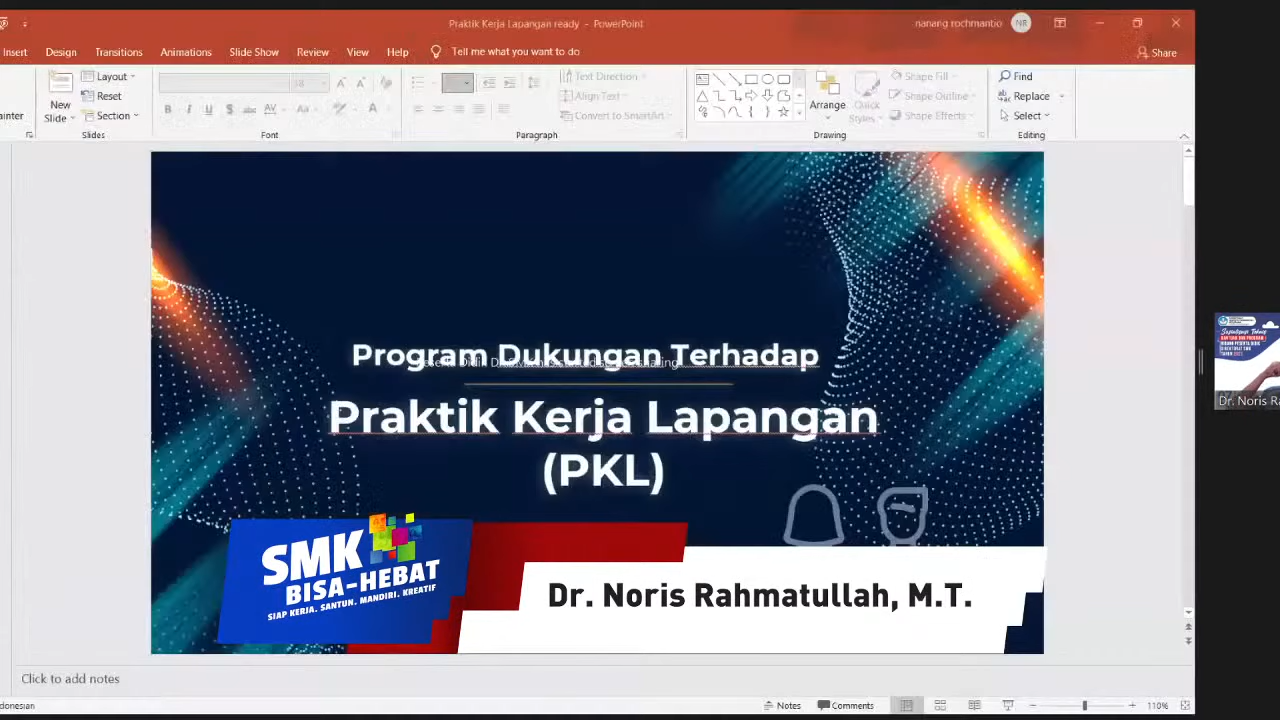 Praktik Kerja Lapangan ready - PowerPoint
nanang rochmantio
NR
Insert Design Transitions Animations Slide Show Review View Help Tell me what you want to do
Share
New Slide
Layout
Reset
Section
Slides
18
Font
Text Direction
Align Text
Convert to SmartArt
Paragraph
Arrange
Quick Styles
Shape Fill
Shape Outline
Shape Effects
Drawing
Find
Replace
Select
Editing
Program Dukungan Terhadap
Praktik Kerja Lapangan
(PKL)
SMK
BISA-HEBAT
SIAP KERJA. SANTUN. MANDIRI. KREATIF
Dr. Noris Rahmatullah, M.T.
Dr. Noris Ra
Click to add notes
Notes Comments 110%